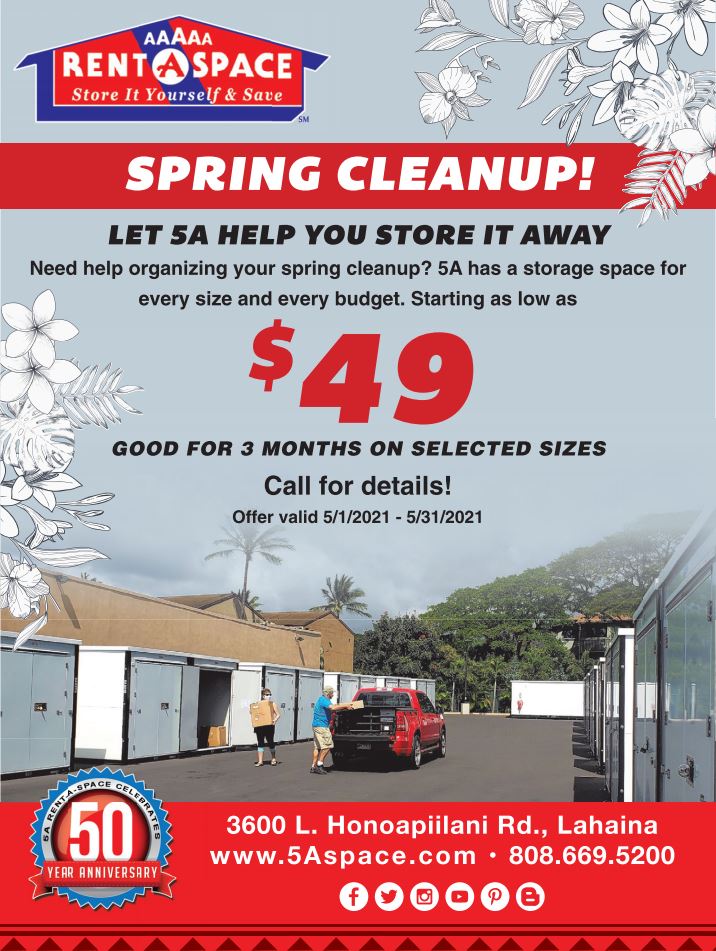 AAAAA
RENT A SPACE
Store It Yourself & Save
SM
SPRING CLEANUP!
LET 5A HELP YOU STORE IT AWAY
Need help organizing your spring cleanup? 5A has a storage space for
every size and every budget. Starting as low as
$49
GOOD FOR 3 MONTHS ON SELECTED SIZES
Call for details!
Offer valid 5/1/2021 - 5/31/2021
5A RENT-A-SPACE CELEBRATES
50
YEAR ANNIVERSARY
3600 L. Honoapiilani Rd., Lahaina
www.5Aspace.com • 808.669.5200